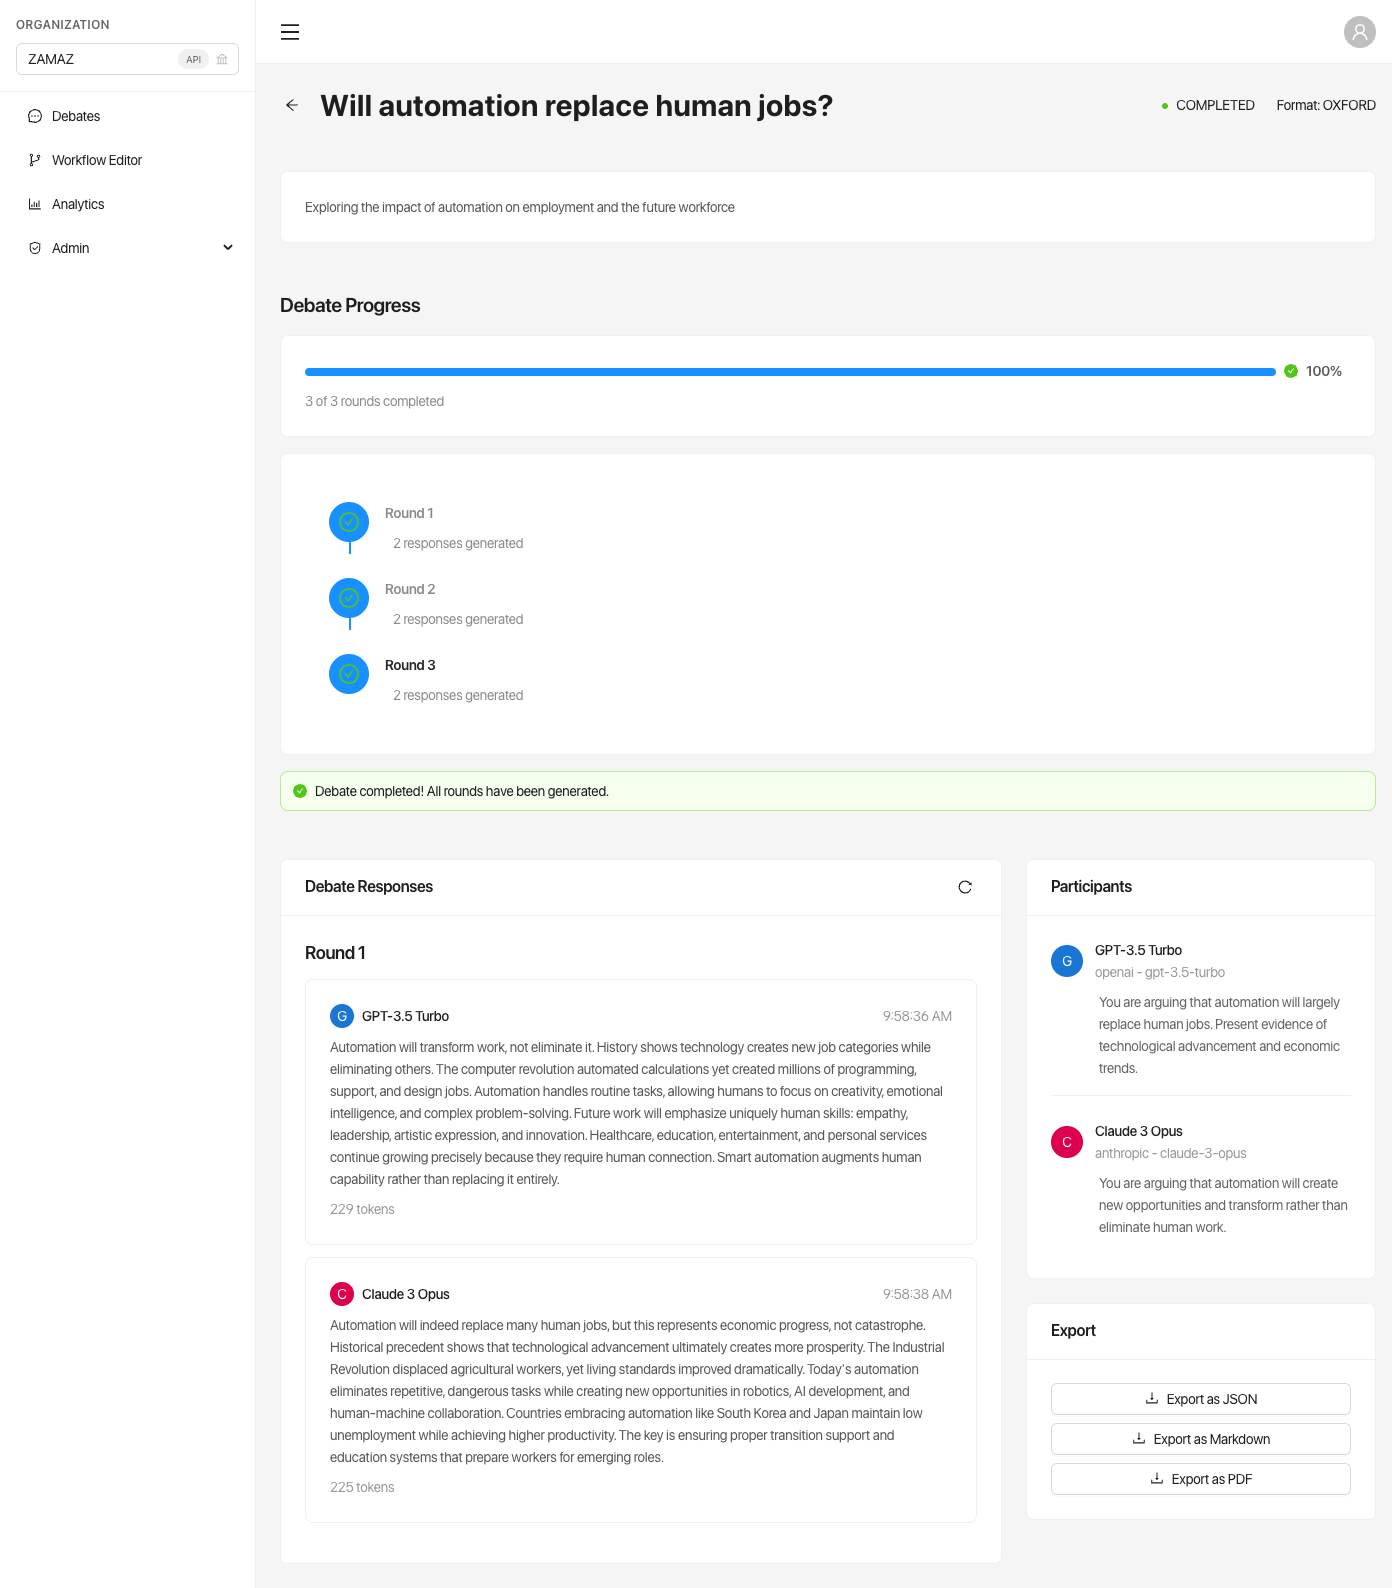 ORGANIZATION
ZAMAZ
API
Debates
Workflow Editor
Analytics
Admin
Will automation replace human jobs?
COMPLETED
Format: OXFORD
Exploring the impact of automation on employment and the future workforce
Debate Progress
100%
3 of 3 rounds completed
Round 1
2 responses generated
Round 2
2 responses generated
Round 3
2 responses generated
Debate completed! All rounds have been generated.
Debate Responses
Round 1
G GPT-3.5 Turbo
9:58:36 AM
Automation will transform work, not eliminate it. History shows technology creates new job categories while
eliminating others. The computer revolution automated calculations yet created millions of programming,
support, and design jobs. Automation handles routine tasks, allowing humans to focus on creativity, emotional
intelligence, and complex problem-solving. Future work will emphasize uniquely human skills: empathy,
leadership, artistic expression, and innovation. Healthcare, education, entertainment, and personal services
continue growing precisely because they require human connection. Smart automation augments human
capability rather than replacing it entirely.
229 tokens
C Claude 3 Opus
9:58:38 AM
Automation will indeed replace many human jobs, but this represents economic progress, not catastrophe.
Historical precedent shows that technological advancement ultimately creates more prosperity. The Industrial
Revolution displaced agricultural workers, yet living standards improved dramatically. Today's automation
eliminates repetitive, dangerous tasks while creating new opportunities in robotics, AI development, and
human-machine collaboration. Countries embracing automation like South Korea and Japan maintain low
unemployment while achieving higher productivity. The key is ensuring proper transition support and
education systems that prepare workers for emerging roles.
225 tokens
Participants
G GPT-3.5 Turbo
openai - gpt-3.5-turbo
You are arguing that automation will largely
replace human jobs. Present evidence of
technological advancement and economic
trends.
C Claude 3 Opus
anthropic - claude-3-opus
You are arguing that automation will create
new opportunities and transform rather than
eliminate human work.
Export
Export as JSON
Export as Markdown
Export as PDF